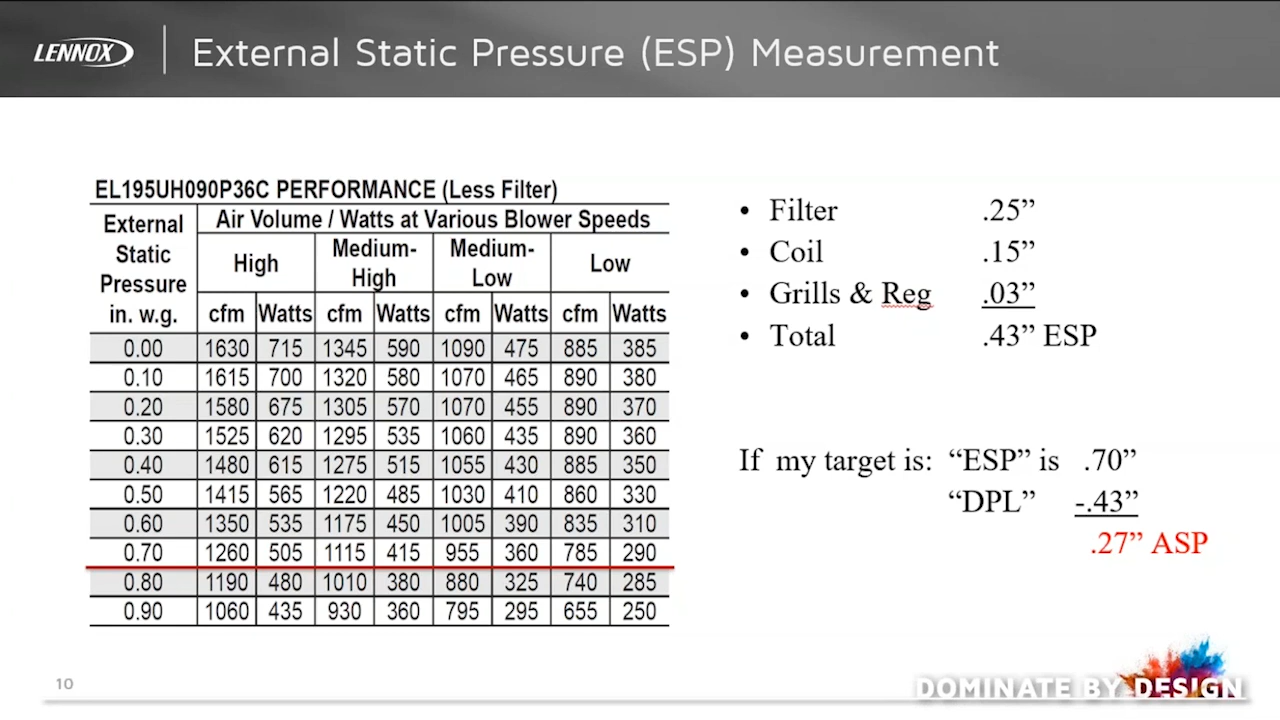 LENNOX
External Static Pressure (ESP) Measurement
EL195UH090P36C PERFORMANCE (Less Filter)
External Static Pressure in. w.g.
Air Volume / Watts at Various Blower Speeds
High Medium-High Medium-Low Low
cfm Watts cfm Watts cfm Watts cfm Watts
0.00 1630 715 1345 590 1090 475 885 385
0.10 1615 700 1320 580 1070 465 890 380
0.20 1580 675 1305 570 1070 455 890 370
0.30 1525 620 1295 535 1060 435 890 360
0.40 1480 615 1275 515 1055 430 885 350
0.50 1415 565 1220 485 1030 410 860 330
0.60 1350 535 1175 450 1005 390 835 310
0.70 1260 505 1115 415 955 360 785 290
0.80 1190 480 1010 380 880 325 740 285
0.90 1060 435 930 360 795 295 655 250
• Filter .25”
• Coil .15”
• Grills & Reg .03”
• Total .43” ESP
If my target is: “ESP” is .70”
“DPL” -.43”
.27” ASP
10
DOMINATE BY DESIGN